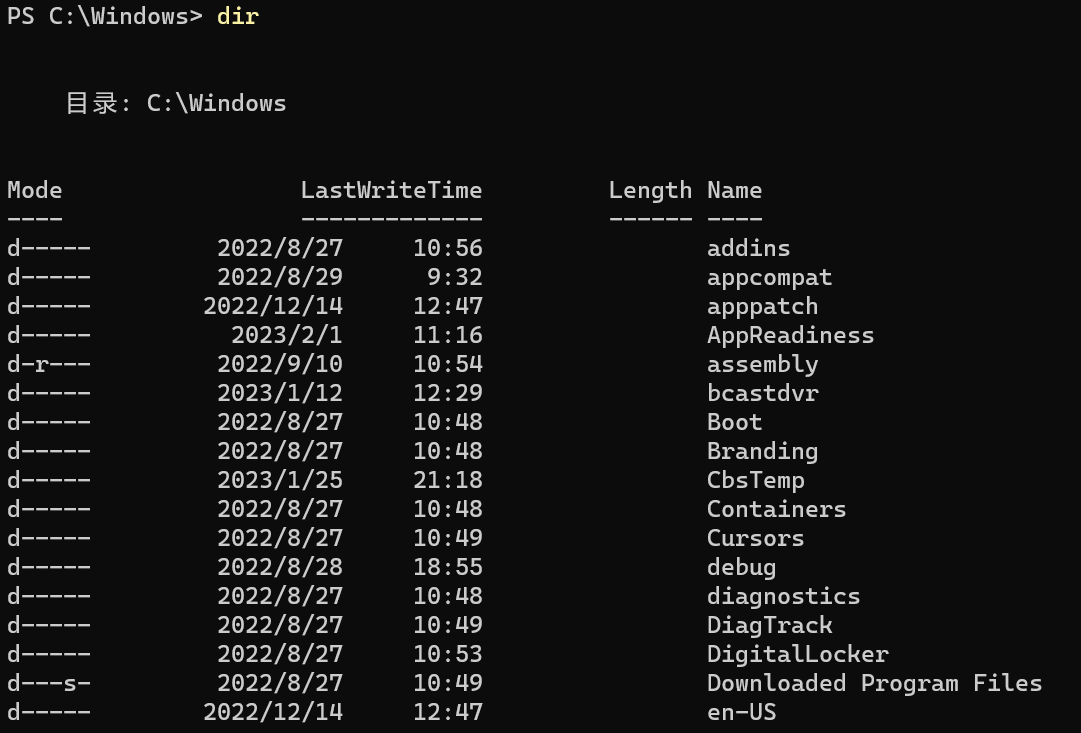 PS C:\Windows> dir
目录: C:\Windows
Mode                 LastWriteTime         Length Name
----                 -------------         ------ ----
d-----         2022/8/27     10:56                addins
d-----         2022/8/29      9:32                appcompat
d-----        2022/12/14     12:47                apppatch
d-----          2023/2/1     11:16                AppReadiness
d-r---         2022/9/10     10:54                assembly
d-----         2023/1/12     12:29                bcastdvr
d-----         2022/8/27     10:48                Boot
d-----         2022/8/27     10:48                Branding
d-----         2023/1/25     21:18                CbsTemp
d-----         2022/8/27     10:48                Containers
d-----         2022/8/27     10:49                Cursors
d-----         2022/8/28     18:55                debug
d-----         2022/8/27     10:48                diagnostics
d-----         2022/8/27     10:49                DiagTrack
d-----         2022/8/27     10:53                DigitalLocker
d---s-         2022/8/27     10:49                Downloaded Program Files
d-----        2022/12/14     12:47                en-US